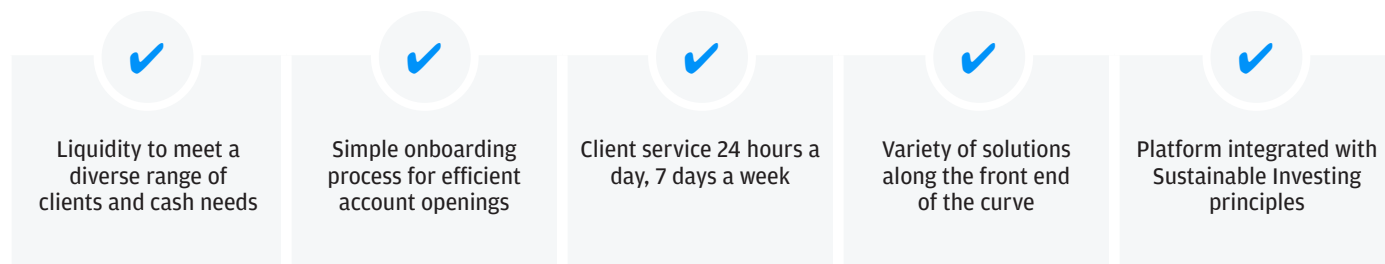 Liquidity to meet a
diverse range of
clients and cash needs
Simple onboarding
process for efficient
account openings
Client service 24 hours a
day, 7 days a week
Variety of solutions
along the front end
of the curve
Platform integrated with
Sustainable Investing
principles